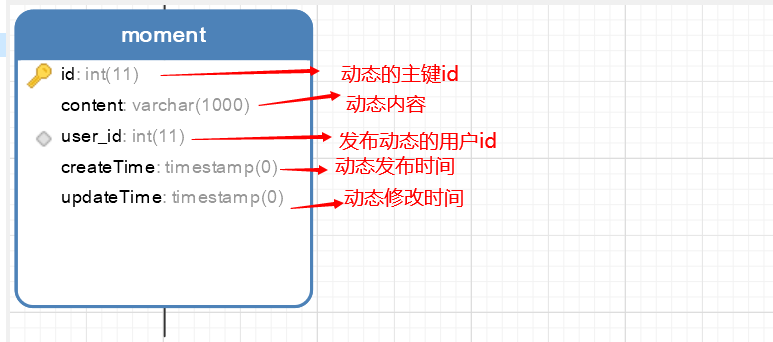 moment
id: int(11) 动态的主键id
content: varchar(1000) 动态内容
user_id: int(11) 发布动态的用户id
createTime: timestamp(0) 动态发布时间
updateTime: timestamp(0) 动态修改时间